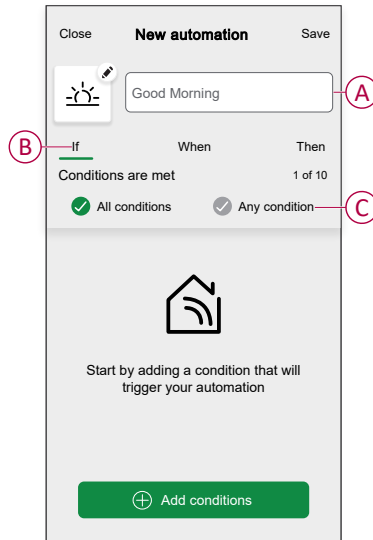 Close New automation Save
Good Morning
A
B
If When Then
Conditions are met 1 of 10
All conditions Any condition
C
Start by adding a condition that will
trigger your automation
Add conditions